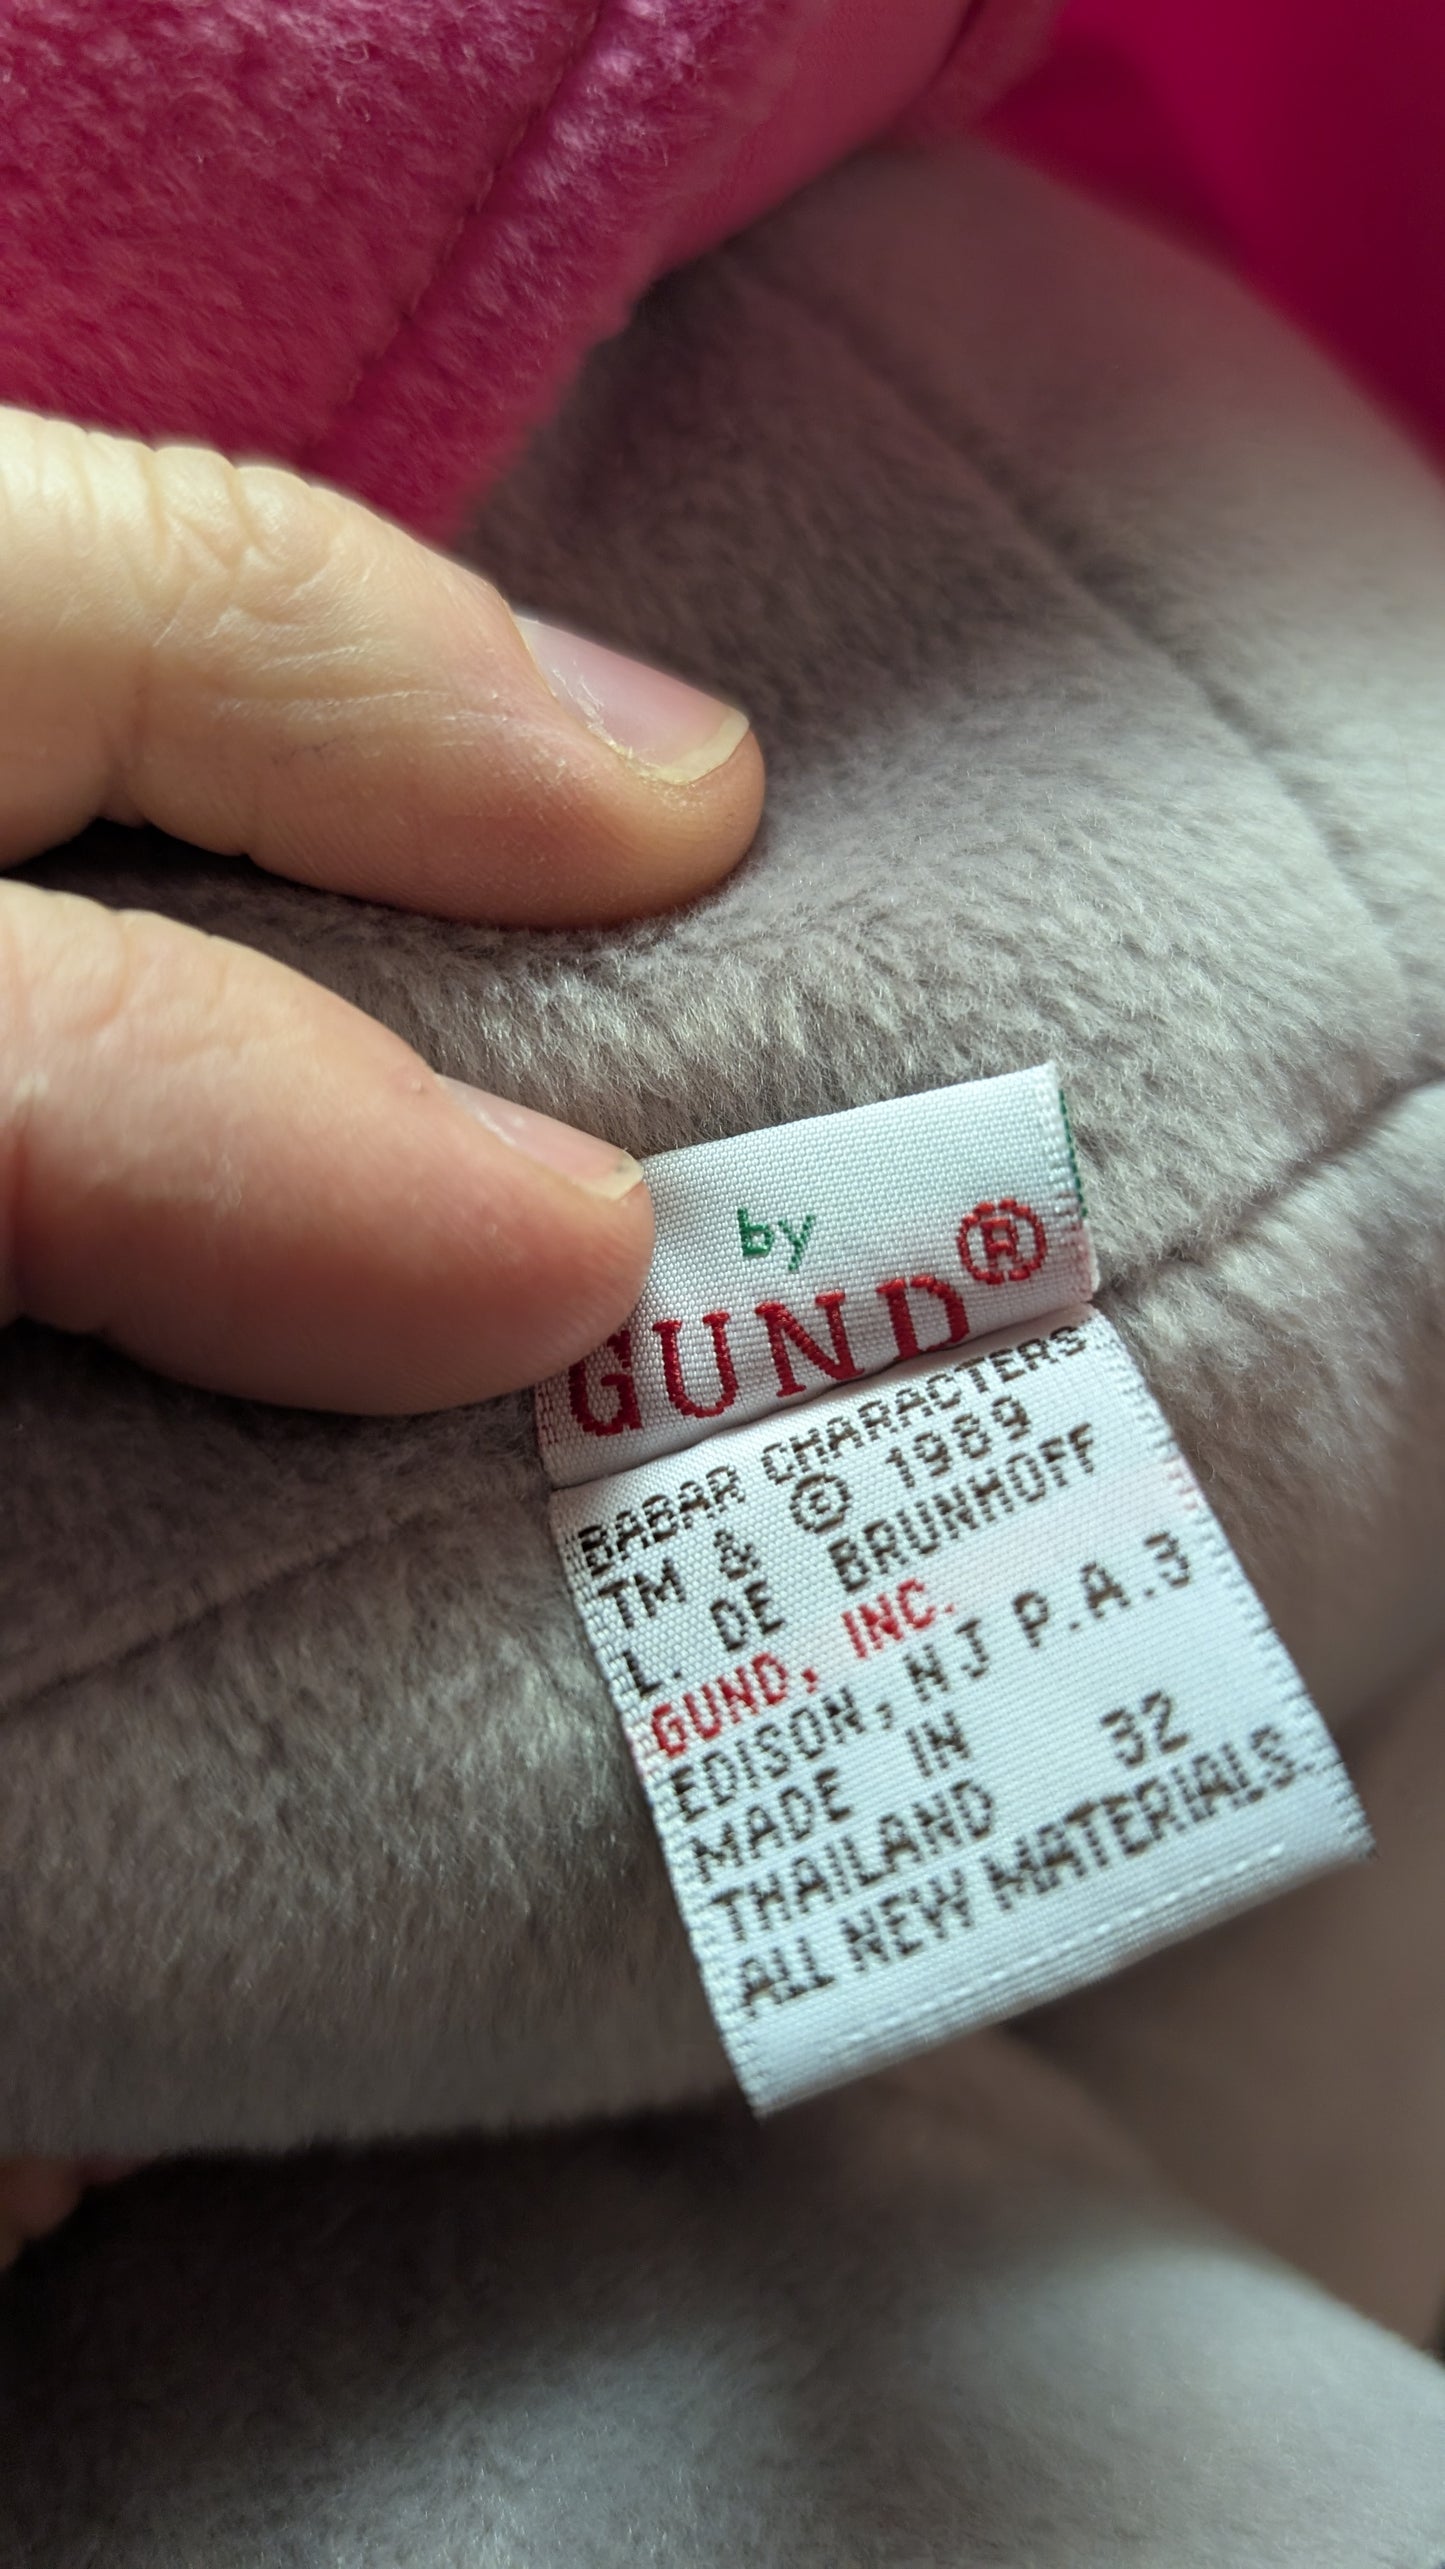 by
GUND®
BABAR CHARACTERS
TM & © 1989
L. DE BRUNHOFF
GUND, INC.
EDISON, NJ P.A.3
MADE IN 32
THAILAND
ALL NEW MATERIALS.